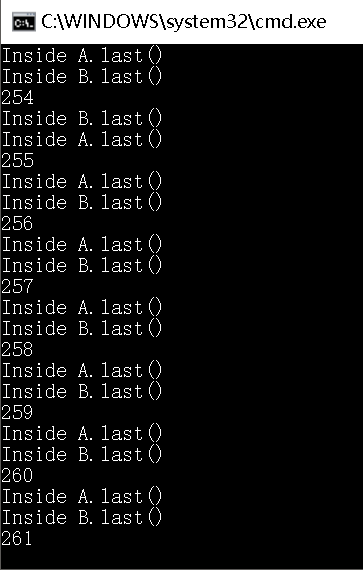 C:\WINDOWS\system32\cmd.exe
Inside A.last()
Inside B.last()
254
Inside B.last()
Inside A.last()
255
Inside A.last()
Inside B.last()
256
Inside A.last()
Inside B.last()
257
Inside A.last()
Inside B.last()
258
Inside A.last()
Inside B.last()
259
Inside A.last()
Inside B.last()
260
Inside A.last()
Inside B.last()
261